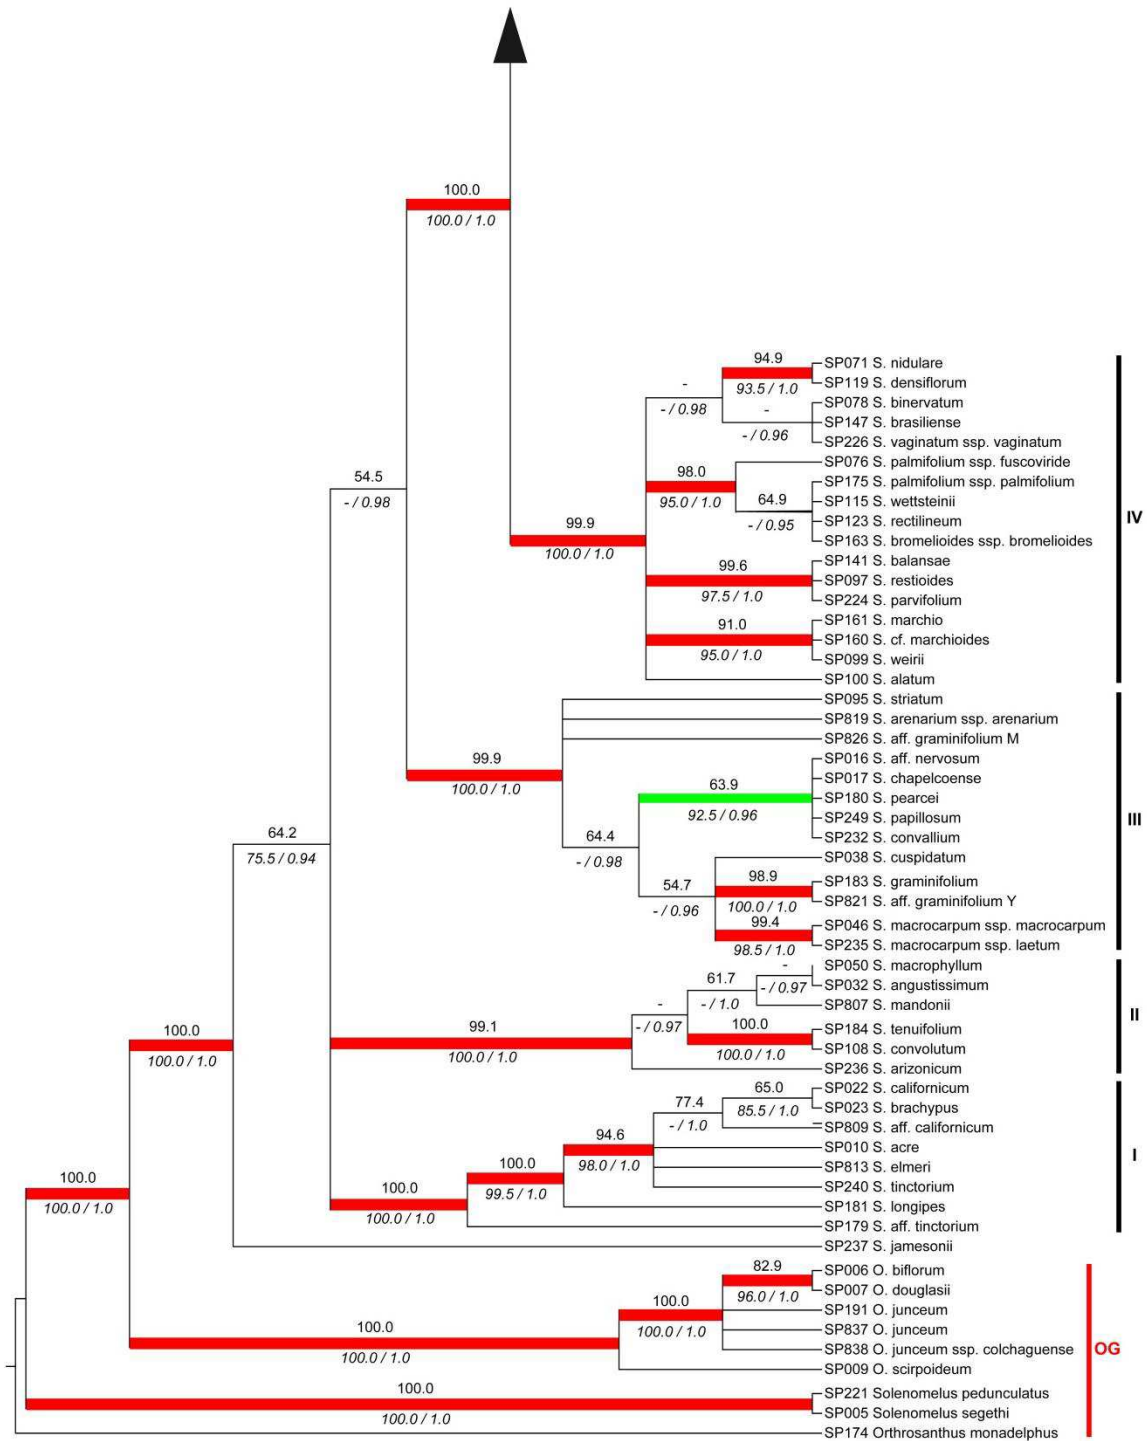 100.0
100.0 / 1.0
94.9
SP071 S. nidulare
-
93.5 / 1.0
SP119 S. densiflorum
- / 0.98
-
SP078 S. binervatum
SP147 S. brasiliense
- / 0.96
SP226 S. vaginatum ssp. vaginatum
SP076 S. palmifolium ssp. fuscoviride
98.0
54.5
SP175 S. palmifolium ssp. palmifolium
95.0 / 1.0
64.9
SP115 S. wettsteinii
- / 0.98
- / 0.95
SP123 S. rectilineum
IV
99.9
SP163 S. bromelioides ssp. bromelioides
100.0 / 1.0
SP141 S. balansae
99.6
SP097 S. restioides
97.5 / 1.0
SP224 S. parvifolium
SP161 S. marchio
91.0
SP160 S. cf. marchioides
95.0 / 1.0
SP099 S. weirii
SP100 S. alatum
SP095 S. striatum
SP819 S. arenarium ssp. arenarium
SP826 S. aff. graminifolium M
99.9
SP016 S. aff. nervosum
100.0 / 1.0
SP017 S. chapelcoense
63.9
SP180 S. pearcei
92.5 / 0.96
SP249 S. papillosum
III
64.2
64.4
SP232 S. convallium
75.5 / 0.94
- / 0.98
SP038 S. cuspidatum
54.7
98.9
SP183 S. graminifolium
- / 0.96
100.0 / 1.0
SP821 S. aff. graminifolium Y
99.4
SP046 S. macrocarpum ssp. macrocarpum
98.5 / 1.0
SP235 S. macrocarpum ssp. laetum
-
SP050 S. macrophyllum
61.7
- / 0.97
SP032 S. angustissimum
-
- / 1.0
SP807 S. mandonii
II
100.0
99.1
- / 0.97
100.0
SP184 S. tenuifolium
100.0 / 1.0
100.0 / 1.0
100.0 / 1.0
SP108 S. convolutum
SP236 S. arizonicum
65.0
SP022 S. californicum
77.4
85.5 / 1.0
SP023 S. brachypus
- / 1.0
SP809 S. aff. californicum
94.6
SP010 S. acre
I
100.0
98.0 / 1.0
SP813 S. elmeri
100.0
99.5 / 1.0
SP240 S. tinctorium
100.0 / 1.0
100.0
SP181 S. longipes
100.0 / 1.0
SP179 S. aff. tinctorium
SP237 S. jamesonii
82.9
SP006 O. biflorum
96.0 / 1.0
SP007 O. douglasii
100.0
SP191 O. junceum
100.0 / 1.0
SP837 O. junceum
100.0
SP838 O. junceum ssp. colchaguense
OG
100.0 / 1.0
SP009 O. scirpoideum
100.0
SP221 Solenomelus pedunculatus
100.0 / 1.0
SP005 Solenomelus segethi
SP174 Orthrosanthus monadelphus